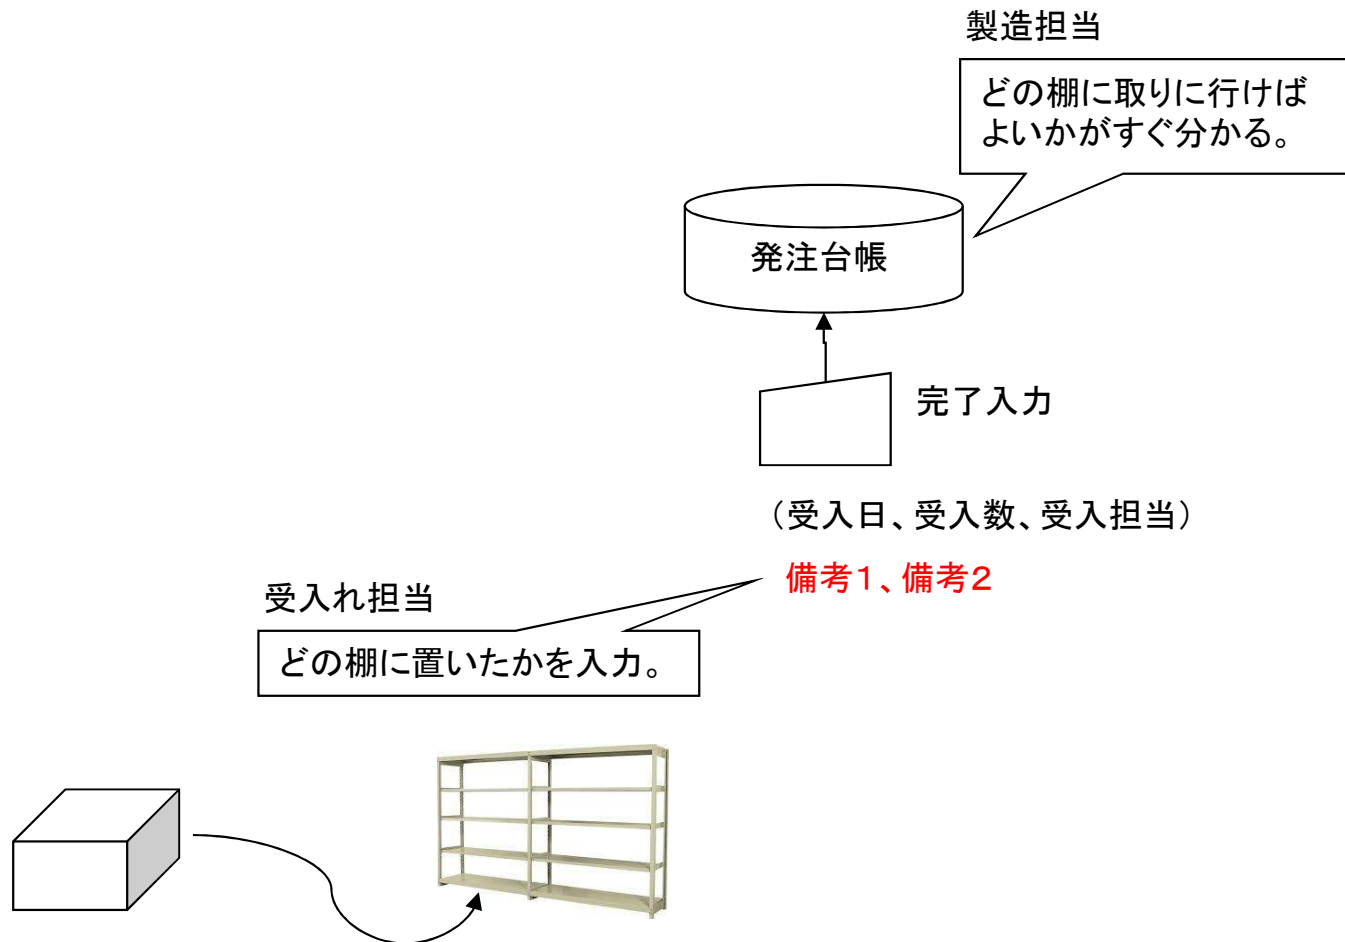 製造担当
どの棚に取りに行けば
よいかがすぐ分かる。
発注台帳
完了入力
（受入日、受入数、受入担当）
備考１、備考２
受入れ担当
どの棚に置いたかを入力。